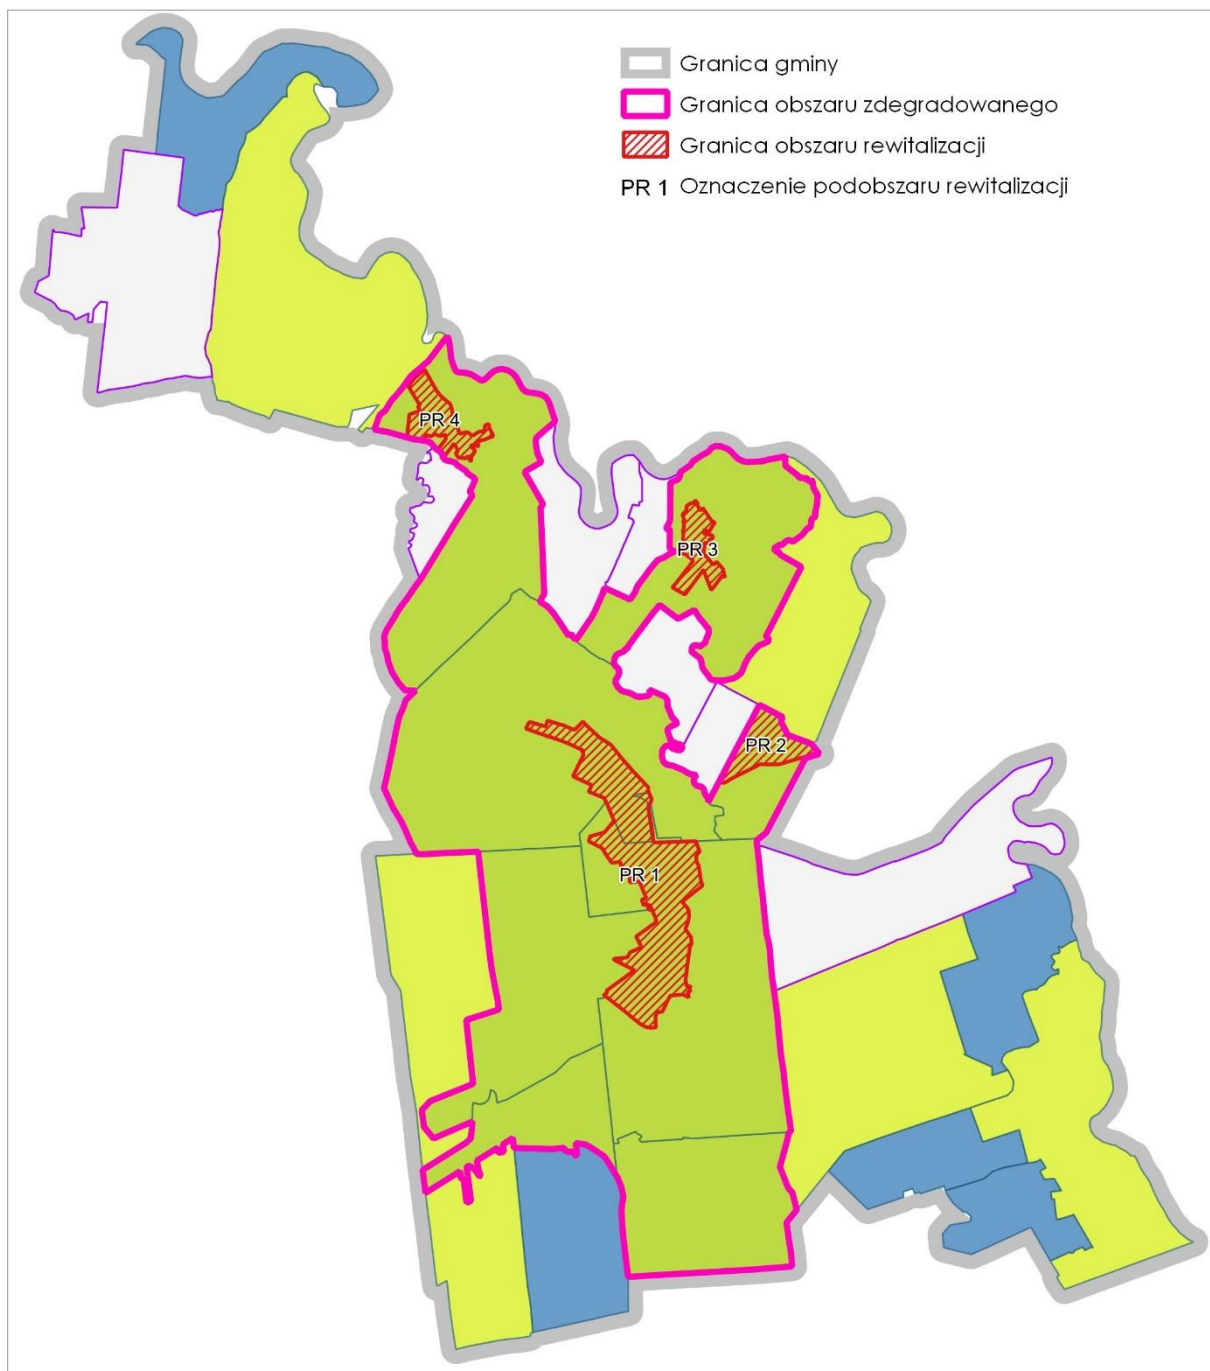 Granica gminy
Granica obszaru zdegradowanego
Granica obszaru rewitalizacji
PR 1 Oznaczenie podobszaru rewitalizacji
PR 4
PR 3
PR 2
PR 1